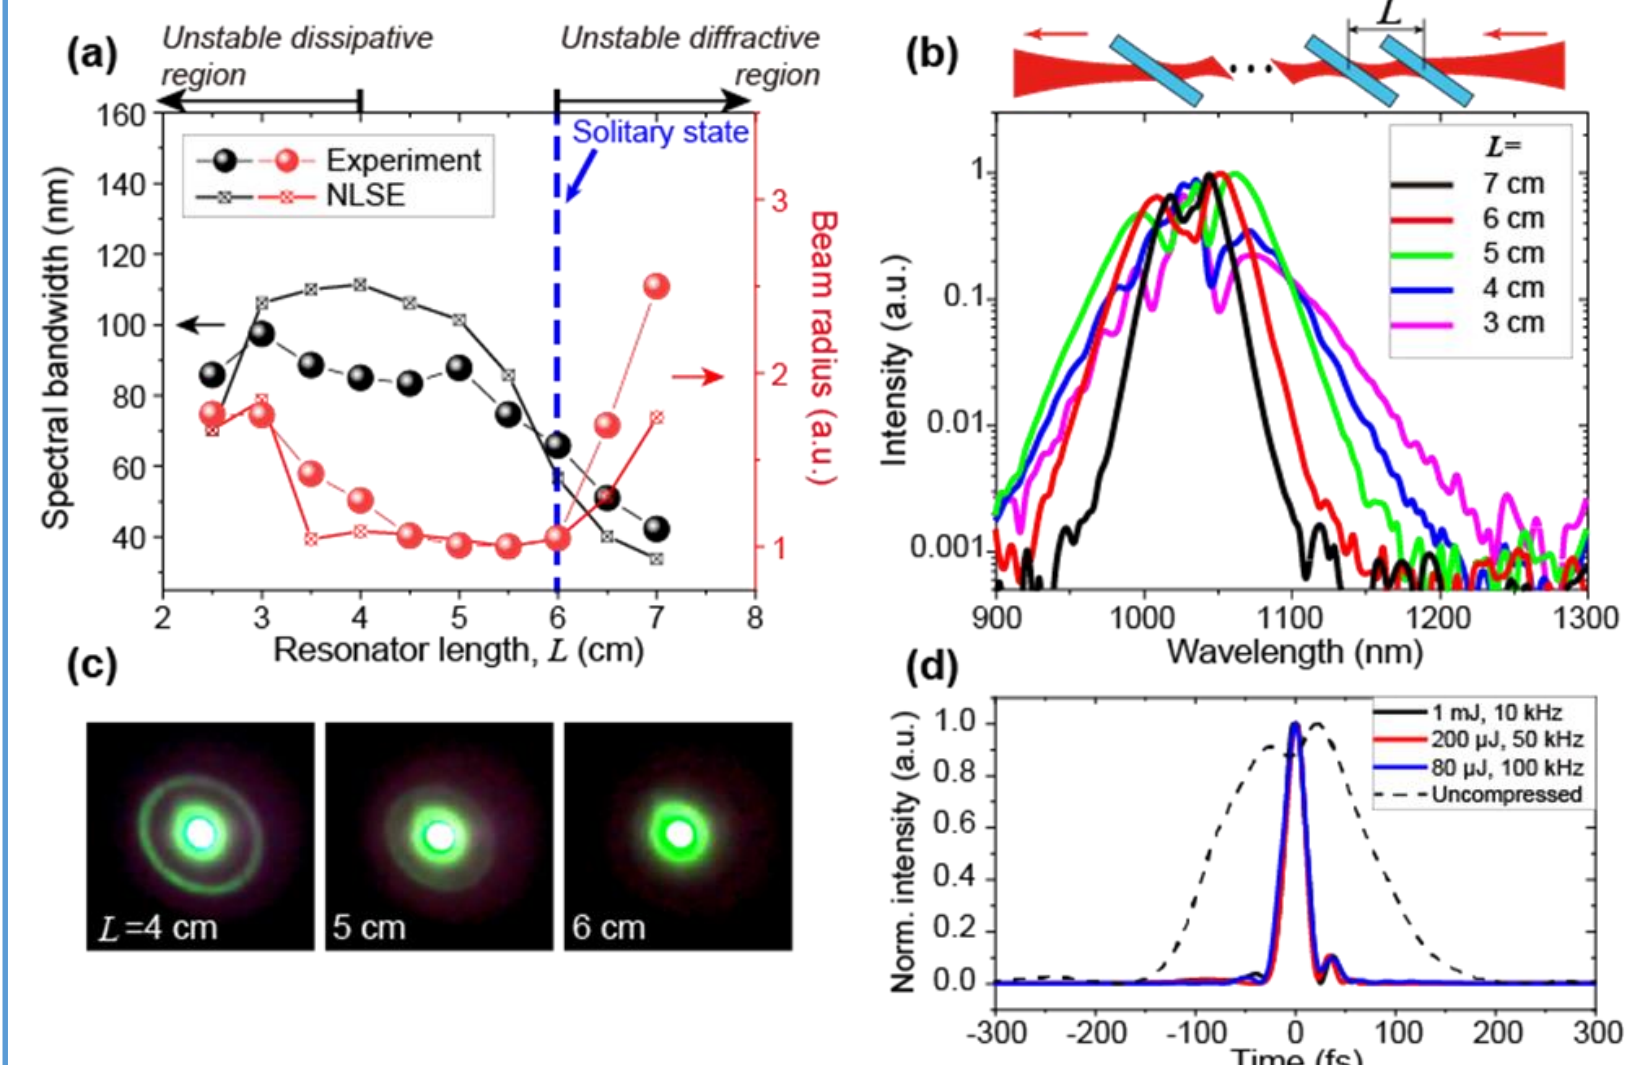 (a)
Unstable dissipative
region
Unstable diffractive
region
160
140
120
100
80
60
40
Spectral bandwidth (nm)
Experiment
NLSE
Solitary state
3
2
1
Beam radius (a.u.)
2 3 4 5 6 7 8
Resonator length, L (cm)
(b)
L
1
0.1
0.01
0.001
Intensity (a.u.)
L=
7 cm
6 cm
5 cm
4 cm
3 cm
900 1000 1100 1200 1300
Wavelength (nm)
(c)
L=4 cm
5 cm
6 cm
(d)
1.0
0.8
0.6
0.4
0.2
0.0
Norm. intensity (a.u.)
1 mJ, 10 kHz
200 µJ, 50 kHz
80 µJ, 100 kHz
Uncompressed
-300 -200 -100 0 100 200 300
Time (fs)